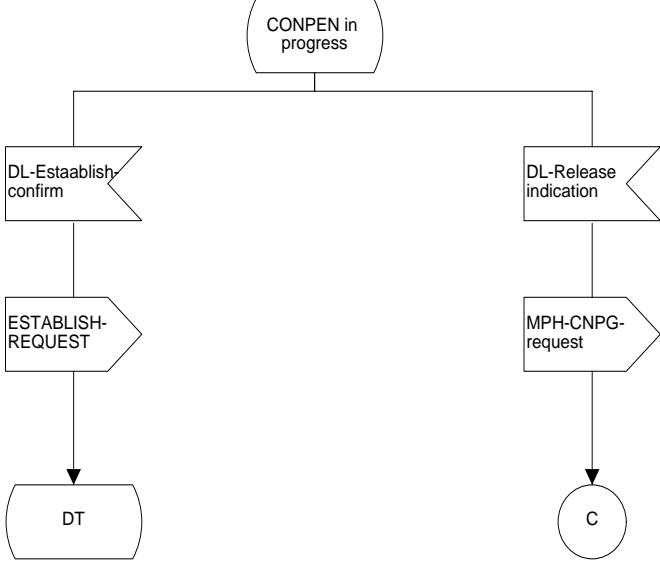 CONPEN in
progress
DL-Estaablish-
confirm
DL-Release
indication
ESTABLISH-
REQUEST
MPH-CNPG-
request
DT
C